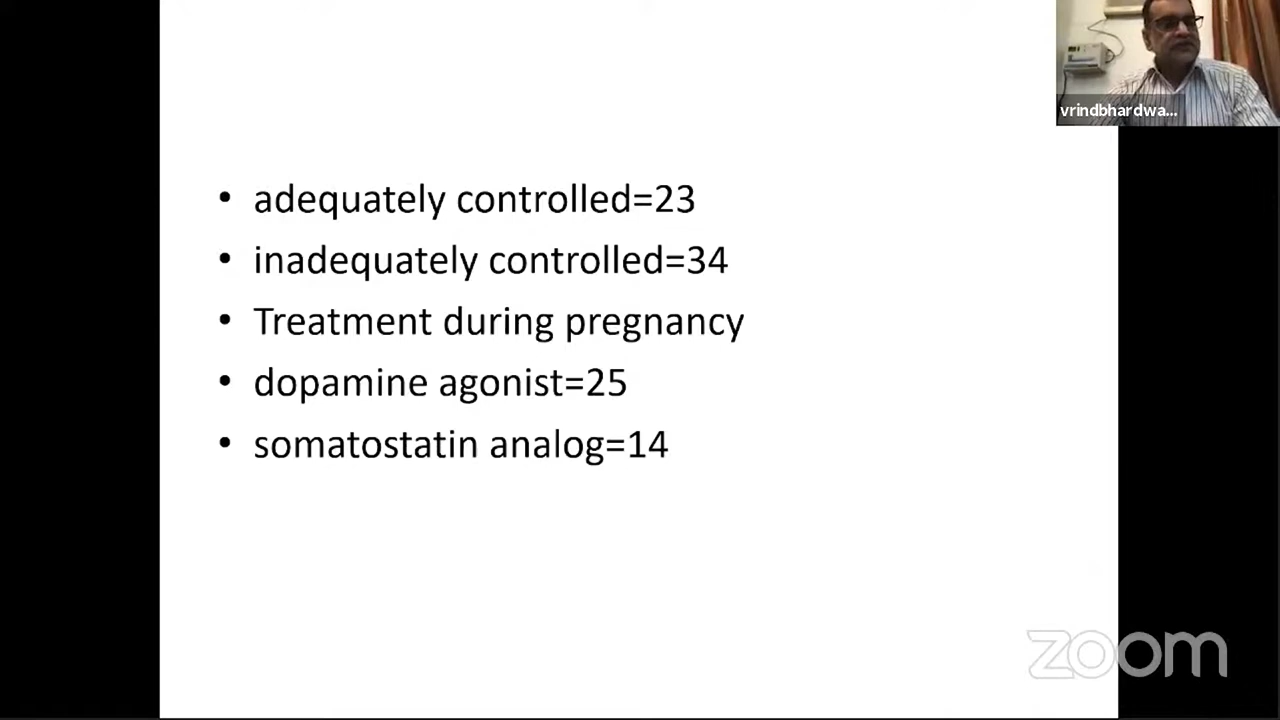 vrindbhardwa...
• adequately controlled=23
• inadequately controlled=34
• Treatment during pregnancy
• dopamine agonist=25
• somatostatin analog=14
zoom